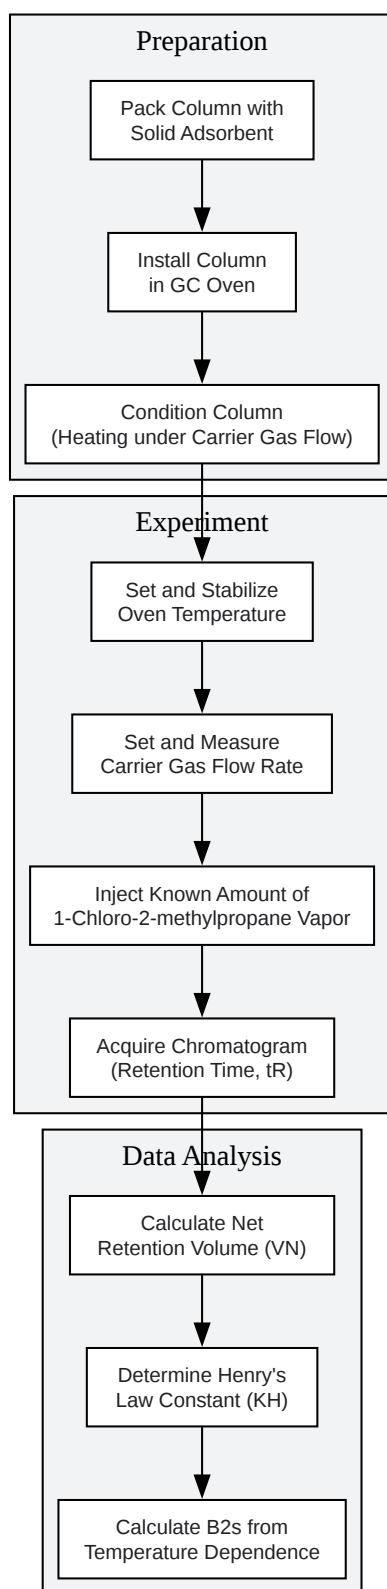 Preparation
Pack Column with
Solid Adsorbent
Install Column
in GC Oven
Condition Column
(Heating under Carrier Gas Flow)
Experiment
Set and Stabilize
Oven Temperature
Set and Measure
Carrier Gas Flow Rate
Inject Known Amount of
1-Chloro-2-methylpropane Vapor
Acquire Chromatogram
(Retention Time, tR)
Data Analysis
Calculate Net
Retention Volume (VN)
Determine Henry's
Law Constant (KH)
Calculate B2s from
Temperature Dependence